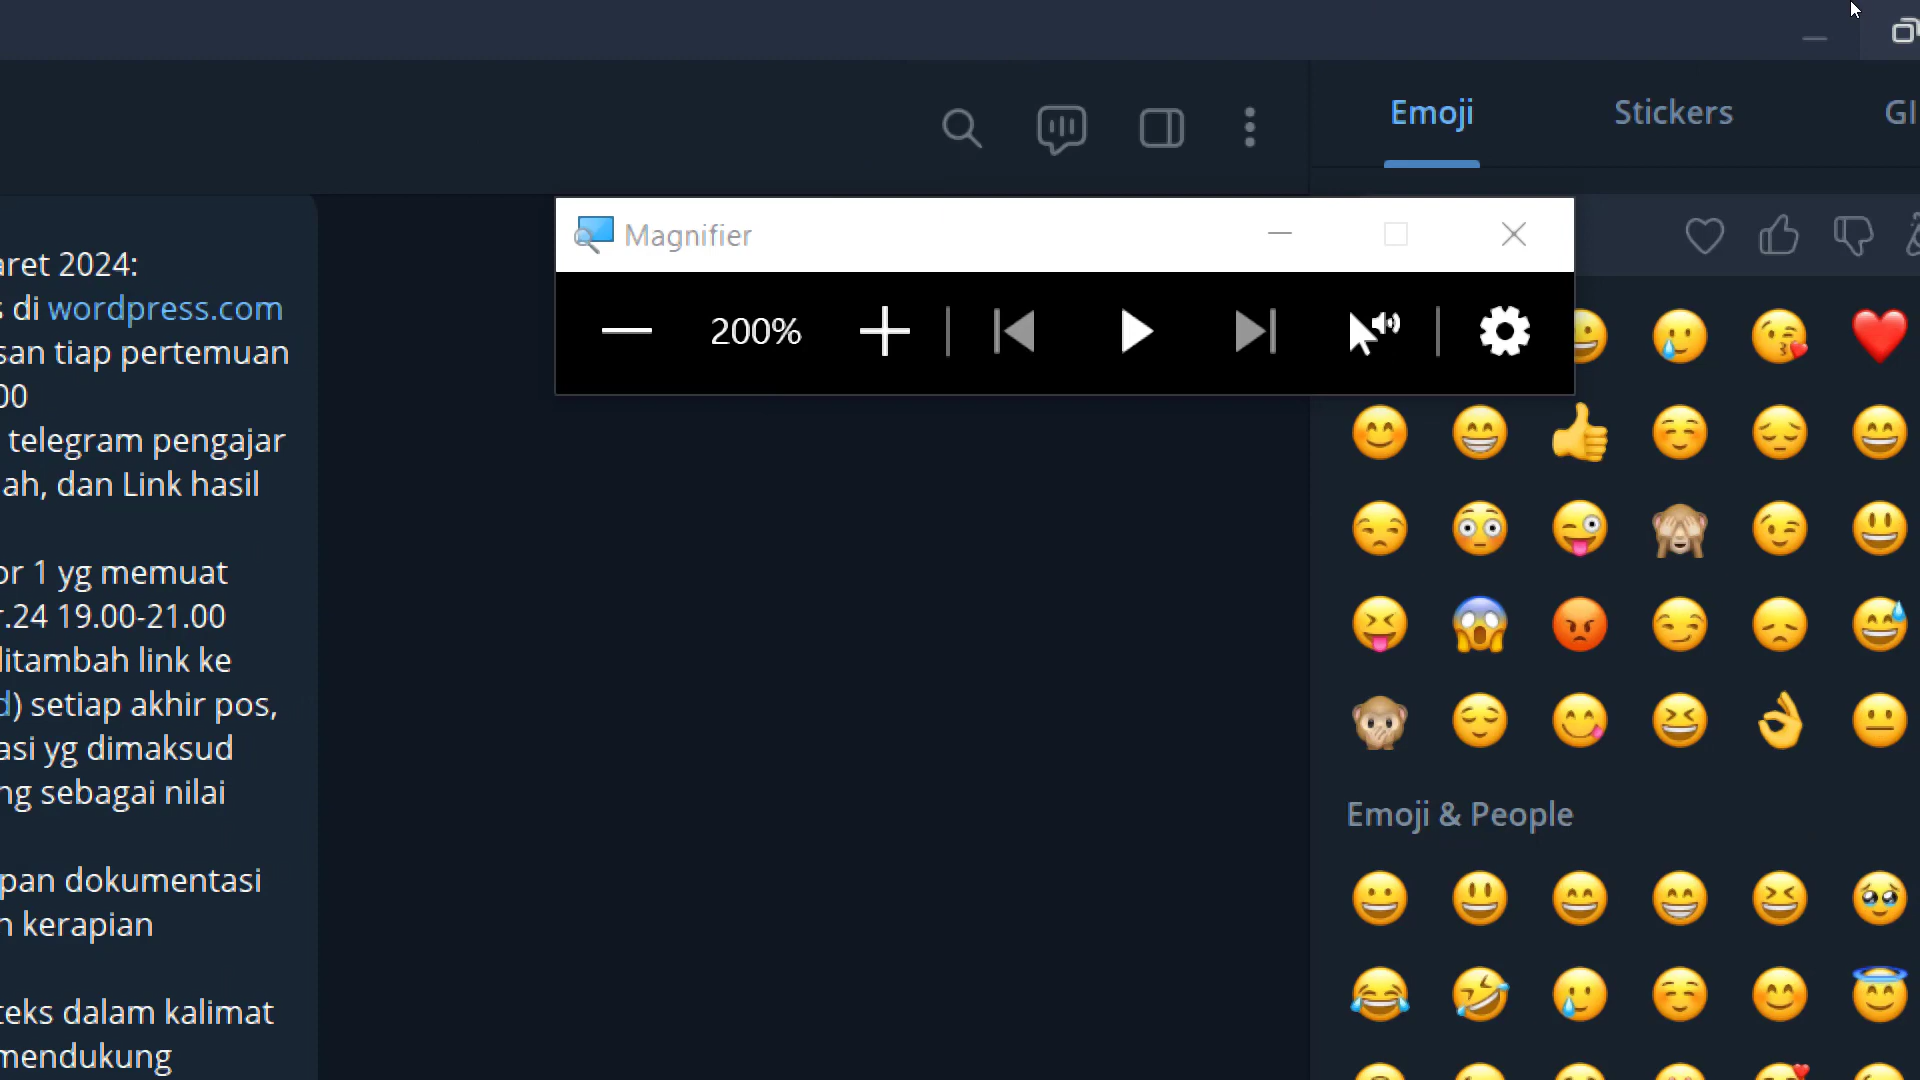 Emoji
Stickers
GI
Magnifier
200%
aret 2024:
s di wordpress.com
san tiap pertemuan
00
telegram pengajar
ah, dan Link hasil
or 1 yg memuat
r.24 19.00-21.00
litambah link ke
d) setiap akhir pos,
asi yg dimaksud
ng sebagai nilai
pan dokumentasi
n kerapian
teks dalam kalimat
mendukung
Emoji & People